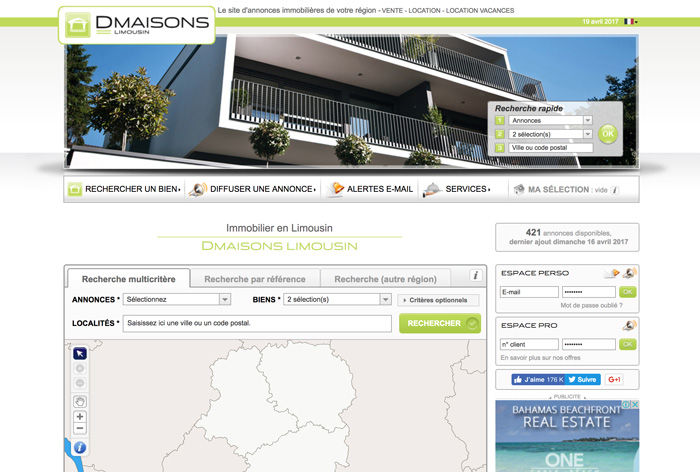 DMAISONS
LIMOUSIN
Le site d'annonces immobilières de votre région - VENTE - LOCATION - LOCATION VACANCES
19 avril 2017
Recherche rapide
1 Annonces
2 2 sélection(s)
3 Ville ou code postal
OK
RECHERCHER UN BIEN
DIFFUSER UNE ANNONCE
ALERTES E-MAIL
SERVICES
MA SÉLECTION : vide i
Immobilier en Limousin
DMAISONS LIMOUSIN
421 annonces disponibles,
dernier ajout dimanche 16 avril 2017
Recherche multicritère
Recherche par référence
Recherche (autre région)
i
ANNONCES * Sélectionnez
BIENS * 2 sélection(s)
Critères optionnels
LOCALITÉS * Saisissez ici une ville ou un code postal.
RECHERCHER
ESPACE PERSO
E-mail
••••••••
OK
Mot de passe oublié ?
ESPACE PRO
n° client
••••••••
OK
En savoir plus sur nos offres
J'aime 176 K
Suivre
G+1
PUBLICITE
BAHAMAS BEACHFRONT
REAL ESTATE
ONE